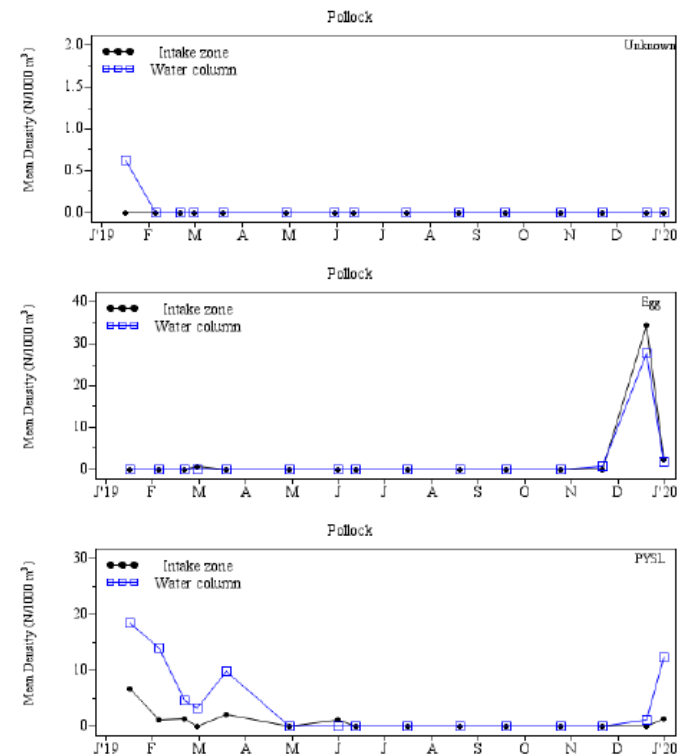 Pollock
Unknown
Intake zone
Water column
Mean Density (N/1000 m³)
2.0
1.5
1.0
0.5
0.0
J'19 F M A M J J A S O N D J'20
Pollock
Egg
Intake zone
Water column
Mean Density (N/1000 m³)
40
30
20
10
0
J'19 F M A M J J A S O N D J'20
Pollock
PYSL
Intake zone
Water column
Mean Density (N/1000 m³)
30
20
10
0
J'19 F M A M J J A S O N D J'20